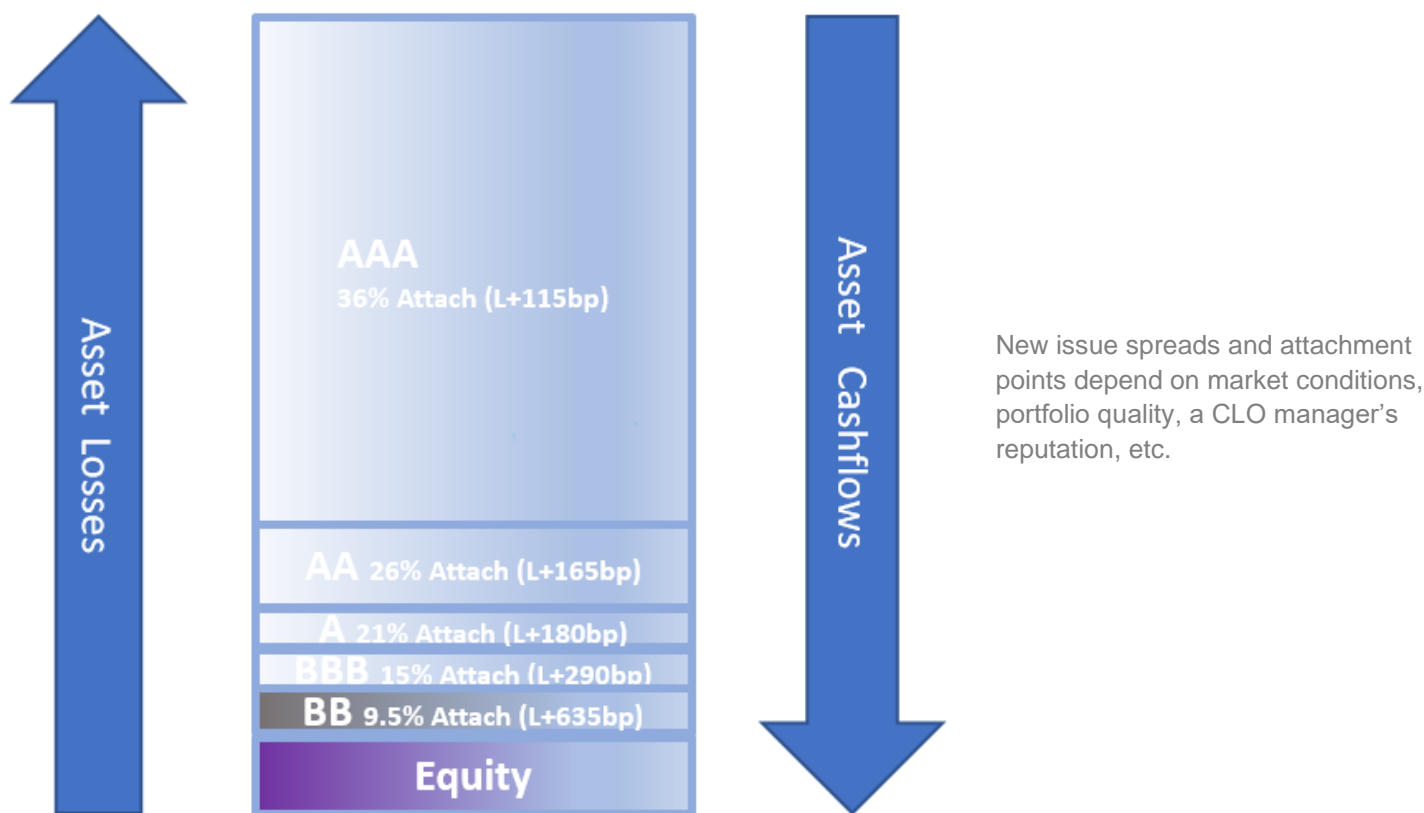 Asset Losses
AAA
36% Attach (L+115bp)
AA 26% Attach (L+165bp)
A 21% Attach (L+180bp)
BBB 15% Attach (L+290bp)
BB 9.5% Attach (L+635bp)
Equity
Asset Cashflows
New issue spreads and attachment
points depend on market conditions,
portfolio quality, a CLO manager’s
reputation, etc.